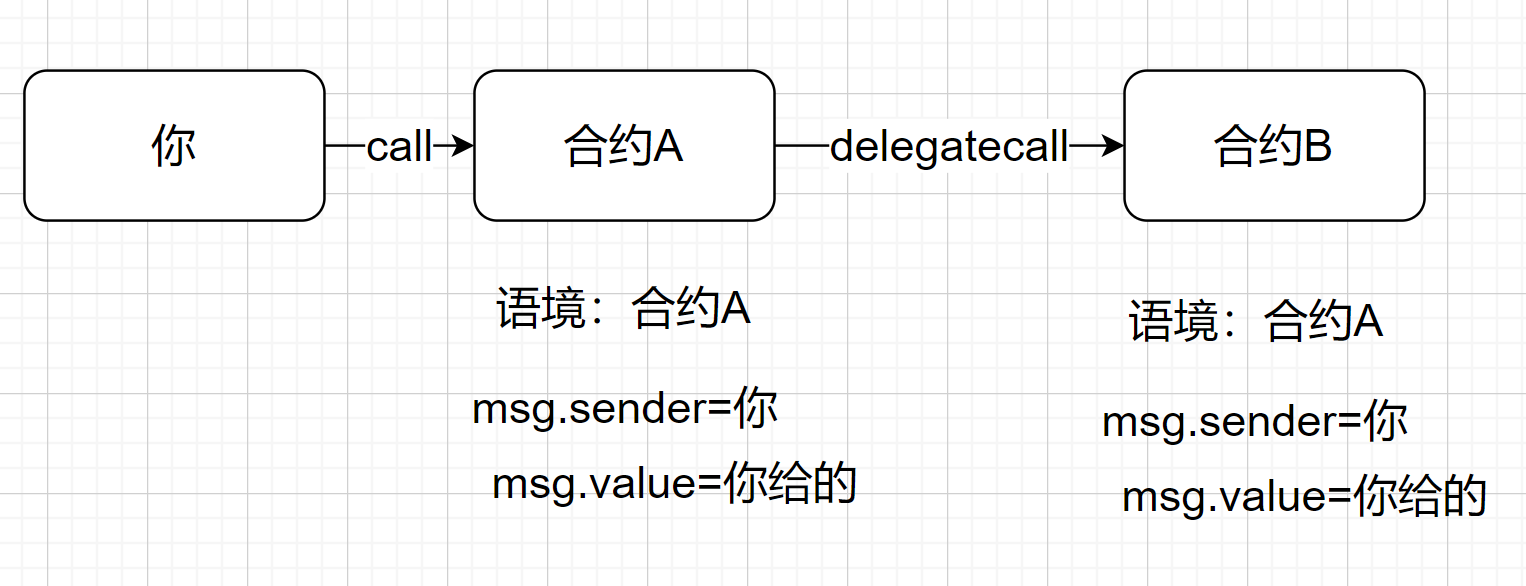 你
call
合约A
delegatecall
合约B
语境：合约A
msg.sender=你
msg.value=你给的
语境：合约A
msg.sender=你
msg.value=你给的